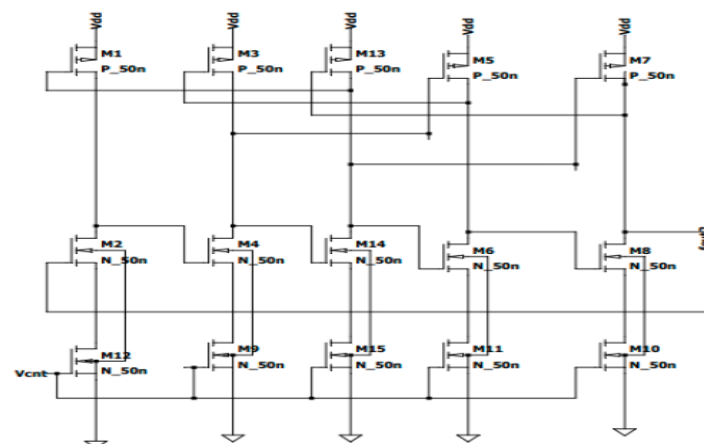 Vdd Vdd Vdd Vdd Vdd
M1 M3 M13 M5 M7
P_50n P_50n P_50n P_50n P_50n
M2 M4 M14 M6 M8
N_50n N_50n N_50n N_50n N_50n
M12 M9 M15 M11 M10
Vcnt N_50n N_50n N_50n N_50n N_50n